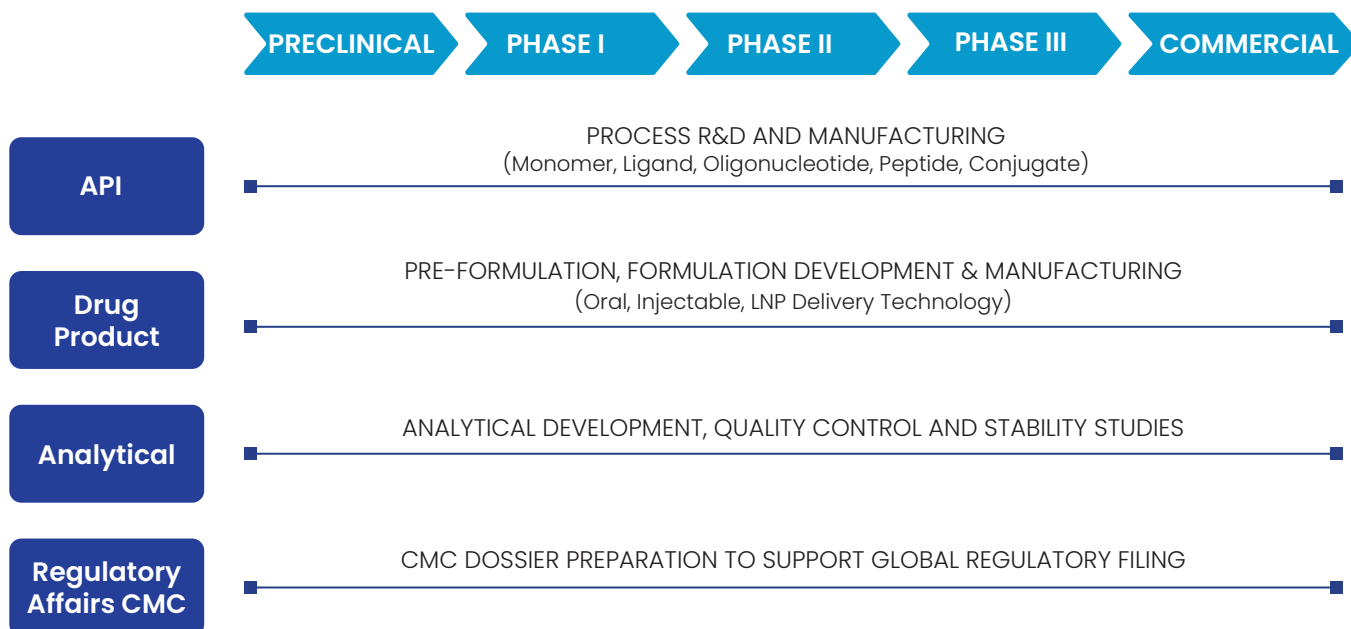 PRECLINICAL
PHASE I
PHASE II
PHASE III
COMMERCIAL
API
PROCESS R&D AND MANUFACTURING
(Monomer, Ligand, Oligonucleotide, Peptide, Conjugate)
Drug
Product
PRE-FORMULATION, FORMULATION DEVELOPMENT & MANUFACTURING
(Oral, Injectable, LNP Delivery Technology)
Analytical
ANALYTICAL DEVELOPMENT, QUALITY CONTROL AND STABILITY STUDIES
Regulatory
Affairs CMC
CMC DOSSIER PREPARATION TO SUPPORT GLOBAL REGULATORY FILING